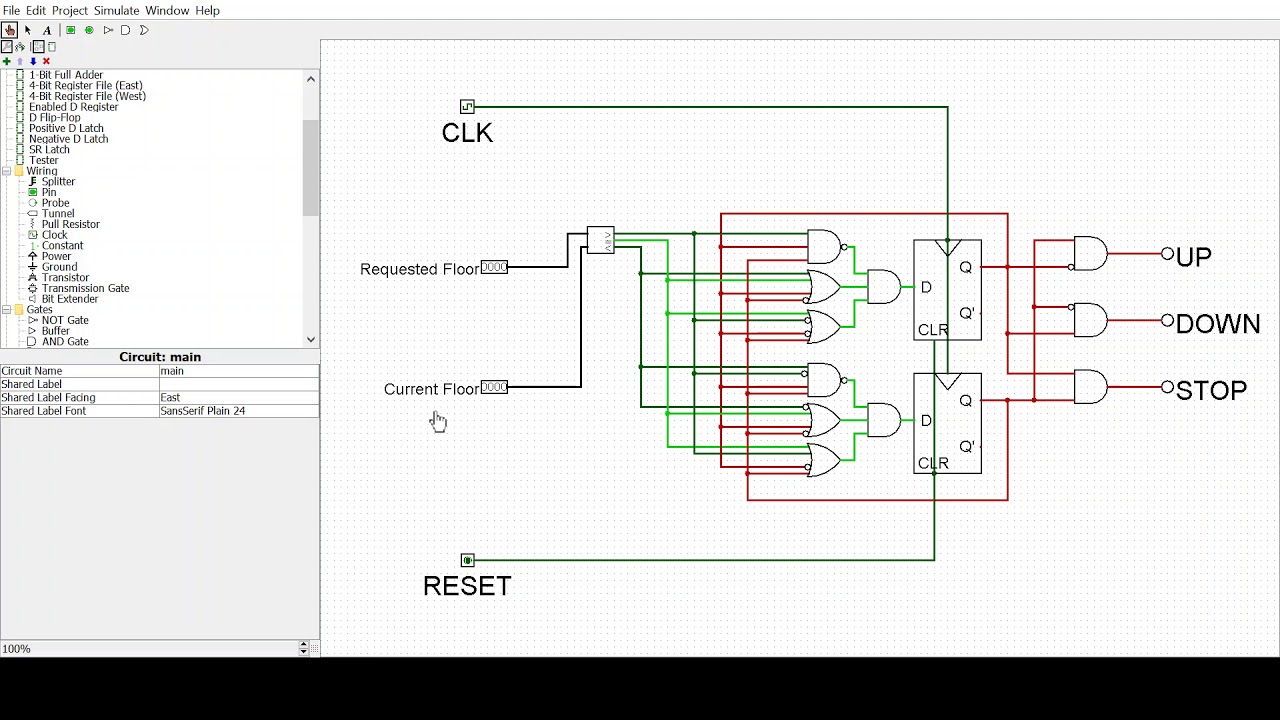 File Edit Project Simulate Window Help
A
1-Bit Full Adder
4-Bit Register File (East)
4-Bit Register File (West)
Enabled D Register
D Flip-Flop
Positive D Latch
Negative D Latch
SR Latch
Tester
Wiring
Splitter
Pin
Probe
Tunnel
Pull Resistor
Clock
Constant
Power
Ground
Transistor
Transmission Gate
Bit Extender
Gates
NOT Gate
Buffer
AND Gate
Circuit: main
Circuit Name main
Shared Label
Shared Label Facing East
Shared Label Font SansSerif Plain 24
100%
CLK
Requested Floor 0000
> = <
Current Floor 0000
RESET
Q
D
Q'
CLR
Q
D
Q'
CLR
UP
DOWN
STOP